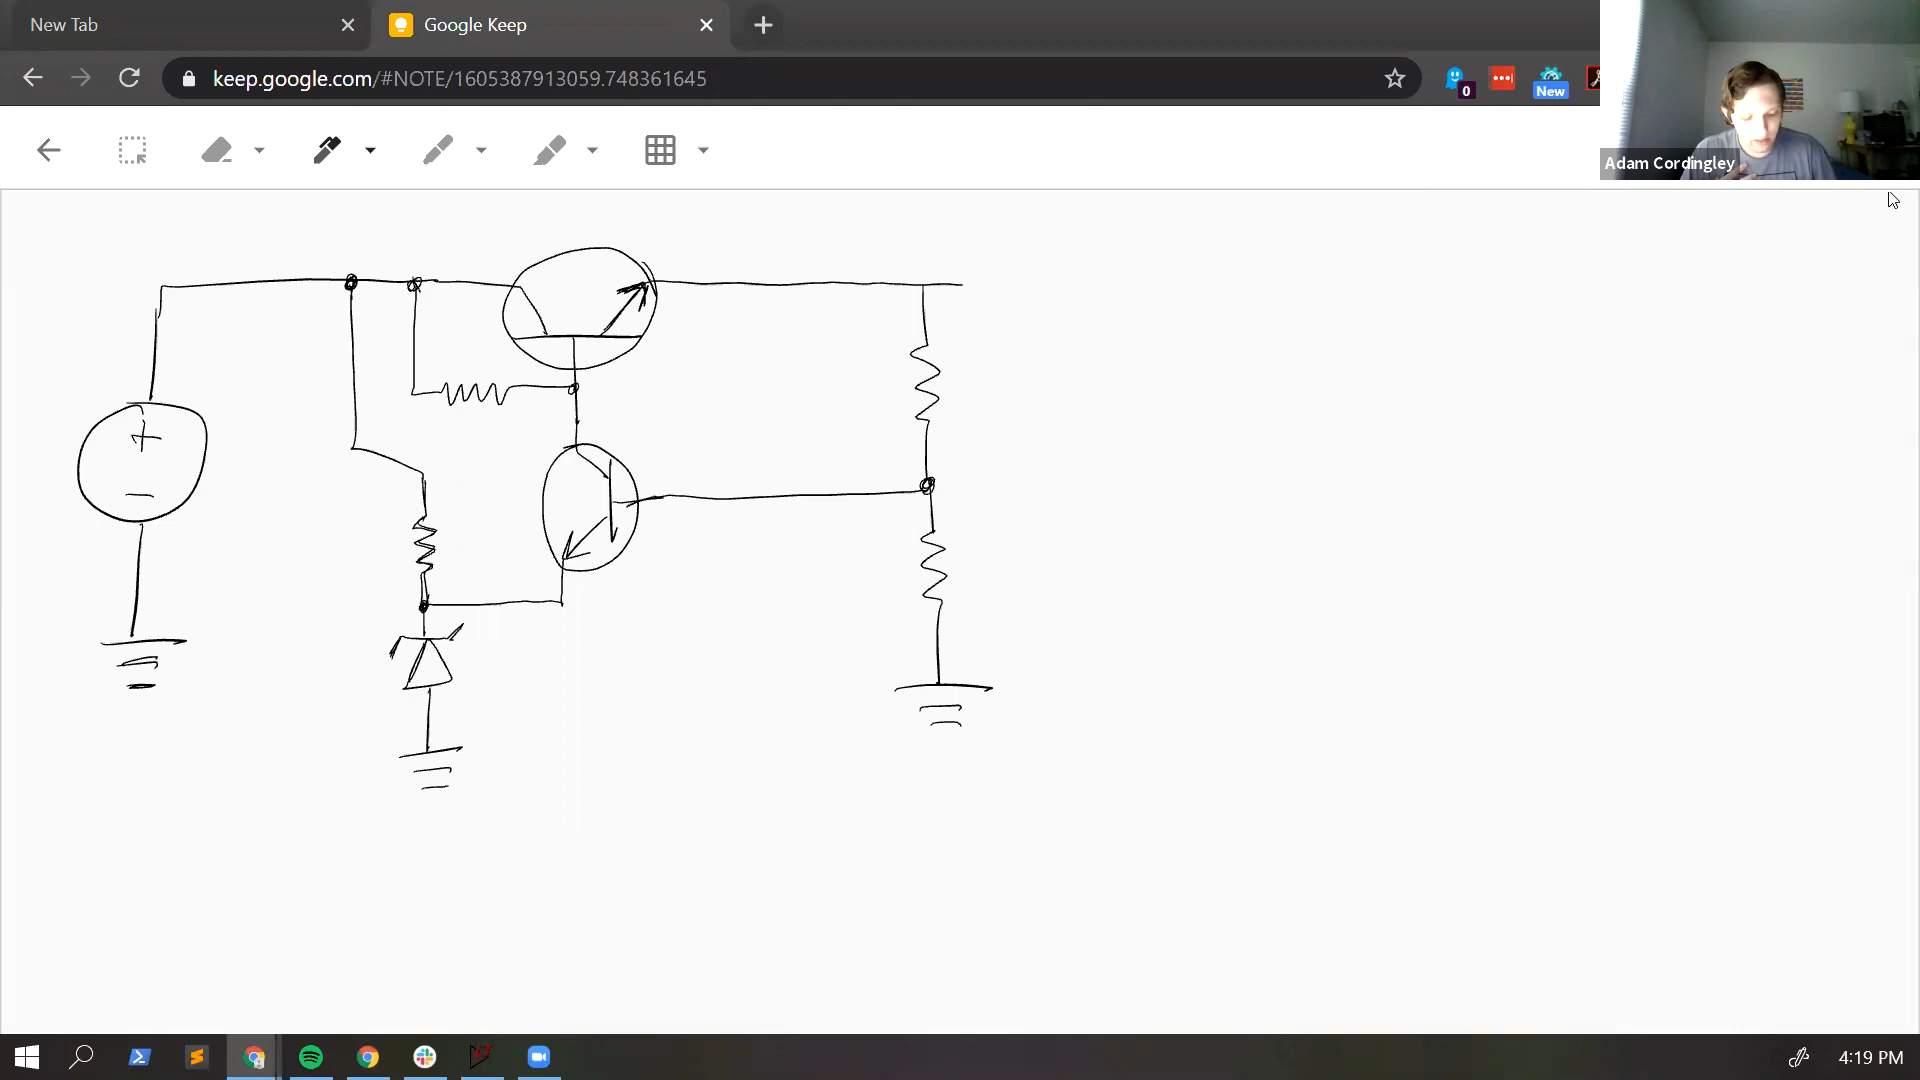 New Tab
Google Keep
keep.google.com/#NOTE/1605387913059.748361645
0
New
Adam Cordingley
+
−
4:19 PM